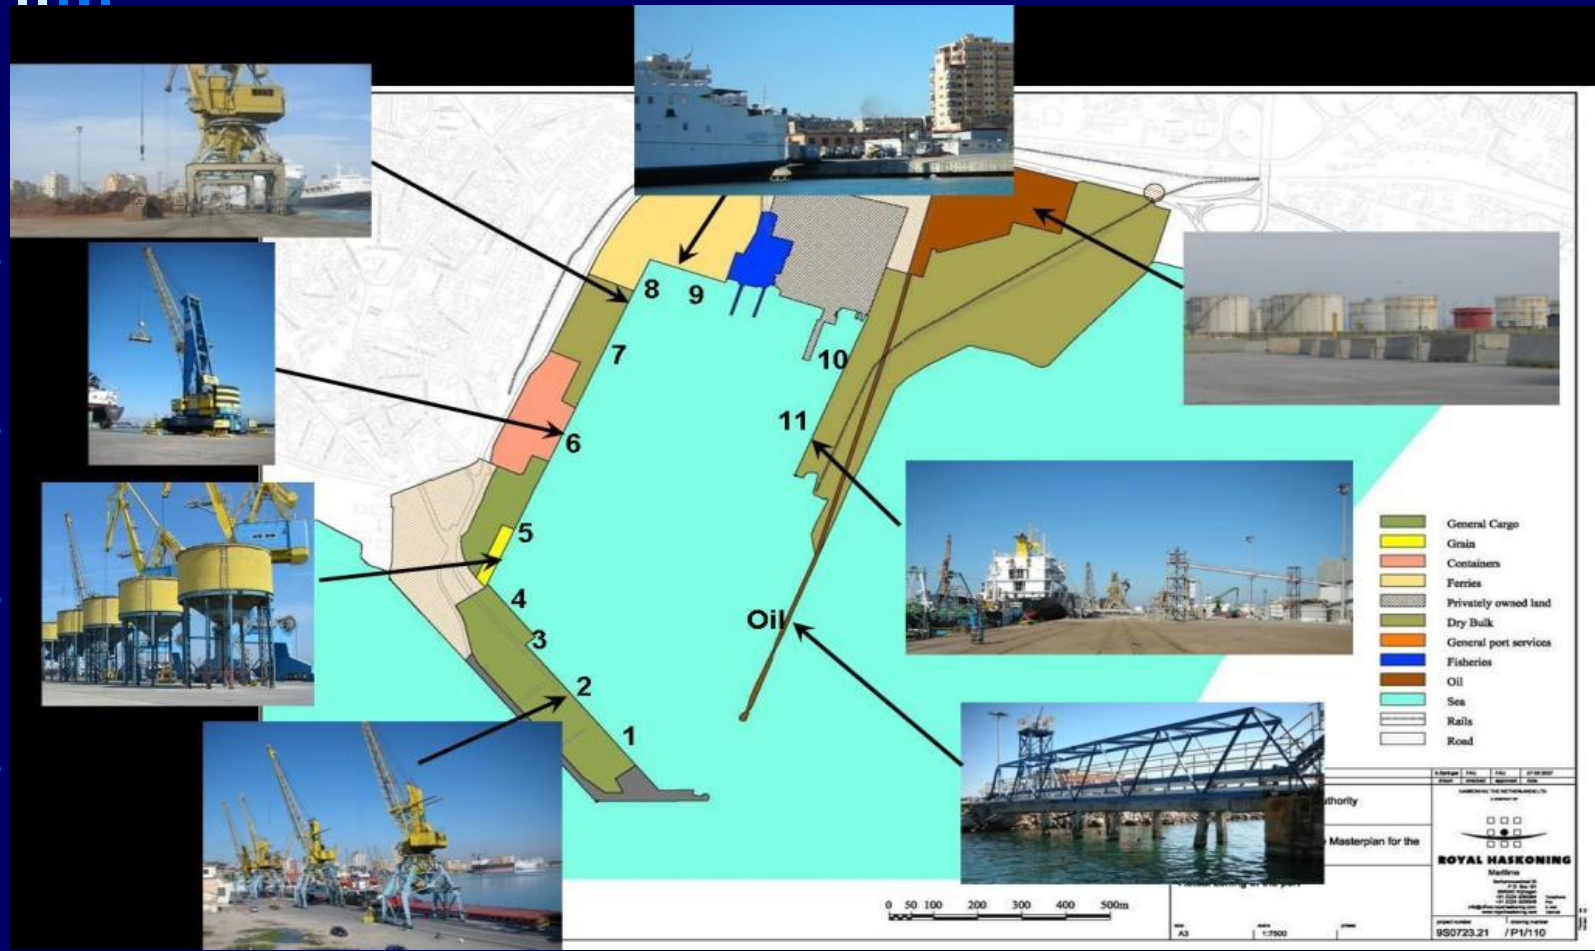 8
9
7
10
11
6
5
4
3
2
1
Oil
General Cargo
Grain
Containers
Ferries
Privately owned land
Dry Bulk
General port services
Fisheries
Oil
Sea
Rails
Road
0 50 100 200 300 400 500m
uthority
Masterplan for the
ROYAL HASKONING
Maritime
A3
1:7500
9S0723.21 / P1/110